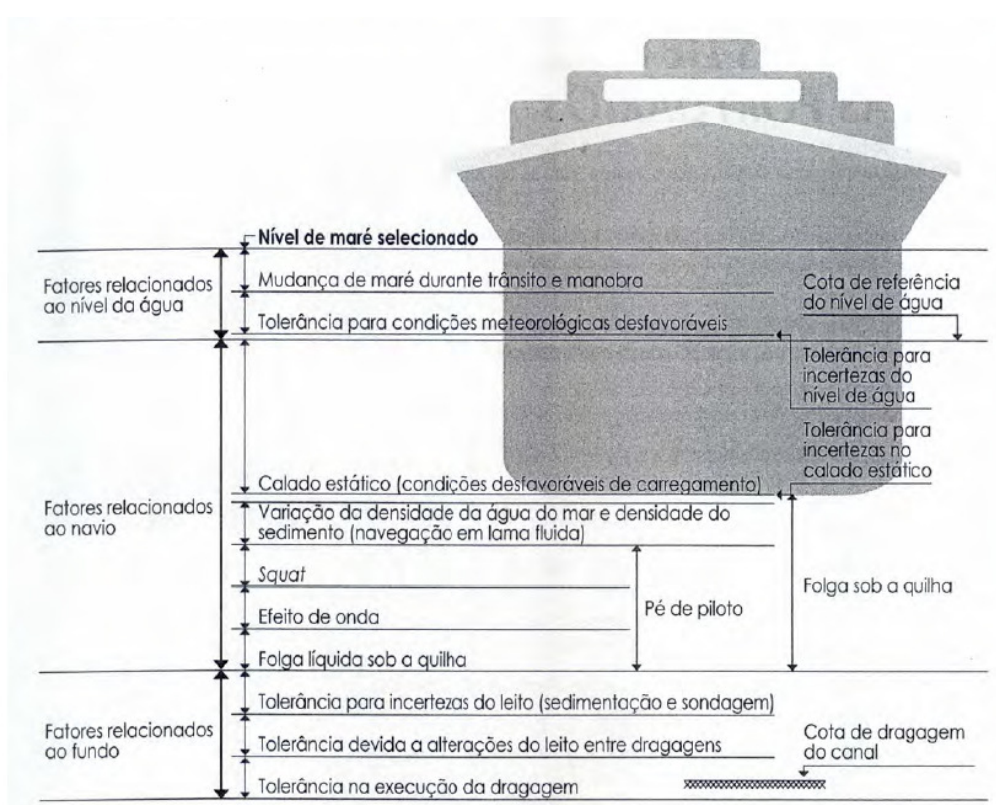 Nível de maré selecionado
Fatores relacionados
ao nível da água
Mudança de maré durante trânsito e manobra
Cota de referência
do nível de água
Tolerância para condições meteorológicas desfavoráveis
Tolerância para
incertezas do
nível de água
Tolerância para
incertezas no
calado estático
Calado estático (condições desfavoráveis de carregamento)
Fatores relacionados
ao navio
Variação da densidade da água do mar e densidade do
sedimento (navegação em lama fluida)
Squat
Folga sob a quilha
Pé de piloto
Efeito de onda
Folga líquida sob a quilha
Fatores relacionados
ao fundo
Tolerância para incertezas do leito (sedimentação e sondagem)
Tolerância devida a alterações do leito entre dragagens
Cota de dragagem
do canal
Tolerância na execução da dragagem